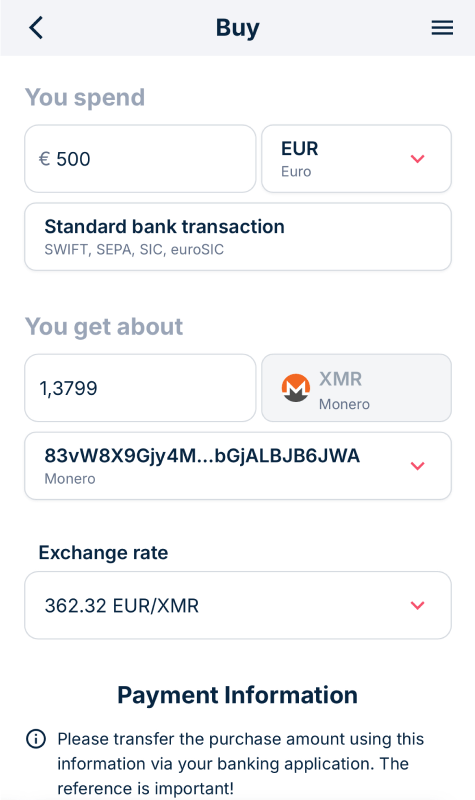 Buy
You spend
€ 500
EUR
Euro
Standard bank transaction
SWIFT, SEPA, SIC, euroSIC
You get about
1,3799
XMR
Monero
83vW8X9Gjy4M...bGjALBJB6JWA
Monero
Exchange rate
362.32 EUR/XMR
Payment Information
Please transfer the purchase amount using this
information via your banking application. The
reference is important!